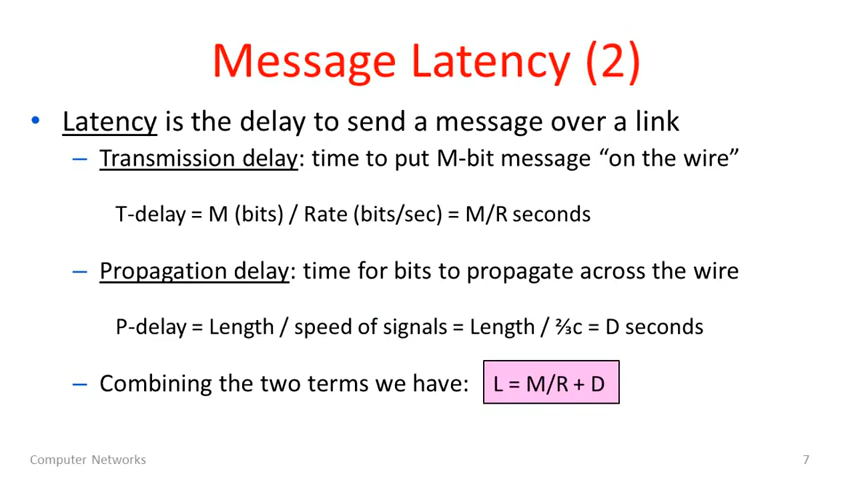 Message Latency (2)
• Latency is the delay to send a message over a link
– Transmission delay: time to put M-bit message “on the wire”
T-delay = M (bits) / Rate (bits/sec) = M/R seconds
– Propagation delay: time for bits to propagate across the wire
P-delay = Length / speed of signals = Length / ⅔c = D seconds
– Combining the two terms we have: L = M/R + D
Computer Networks 7